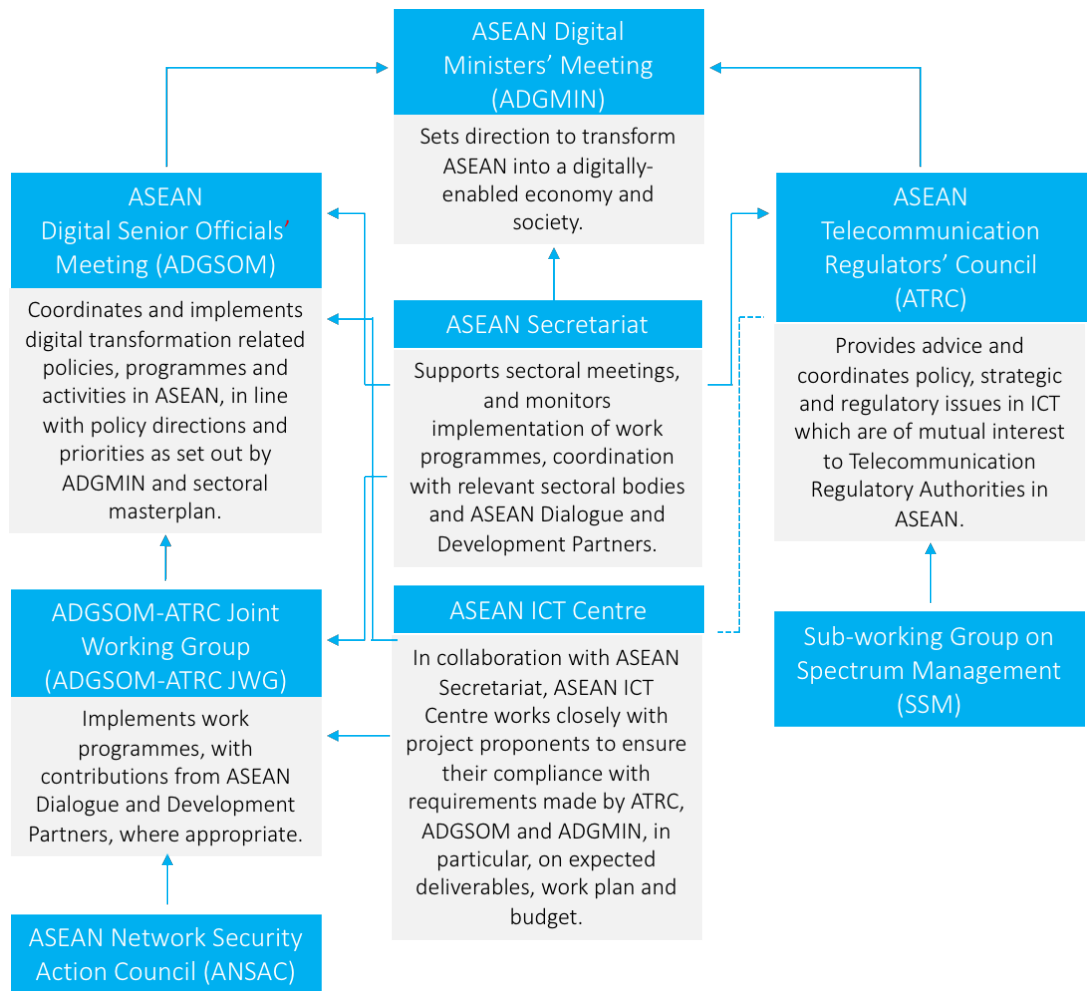 ASEAN Digital
Ministers’ Meeting
(ADGMIN)
Sets direction to transform
ASEAN into a digitally-
enabled economy and
society.
ASEAN
Digital Senior Officials’
Meeting (ADGSOM)
Coordinates and implements
digital transformation related
policies, programmes and
activities in ASEAN, in line
with policy directions and
priorities as set out by
ADGMIN and sectoral
masterplan.
ASEAN
Telecommunication
Regulators’ Council
(ATRC)
Provides advice and
coordinates policy, strategic
and regulatory issues in ICT
which are of mutual interest
to Telecommunication
Regulatory Authorities in
ASEAN.
ASEAN Secretariat
Supports sectoral meetings,
and monitors
implementation of work
programmes, coordination
with relevant sectoral bodies
and ASEAN Dialogue and
Development Partners.
ADGSOM-ATRC Joint
Working Group
(ADGSOM-ATRC JWG)
Implements work
programmes, with
contributions from ASEAN
Dialogue and Development
Partners, where appropriate.
ASEAN ICT Centre
In collaboration with ASEAN
Secretariat, ASEAN ICT
Centre works closely with
project proponents to ensure
their compliance with
requirements made by ATRC,
ADGSOM and ADGMIN, in
particular, on expected
deliverables, work plan and
budget.
Sub-working Group on
Spectrum Management
(SSM)
ASEAN Network Security
Action Council (ANSAC)